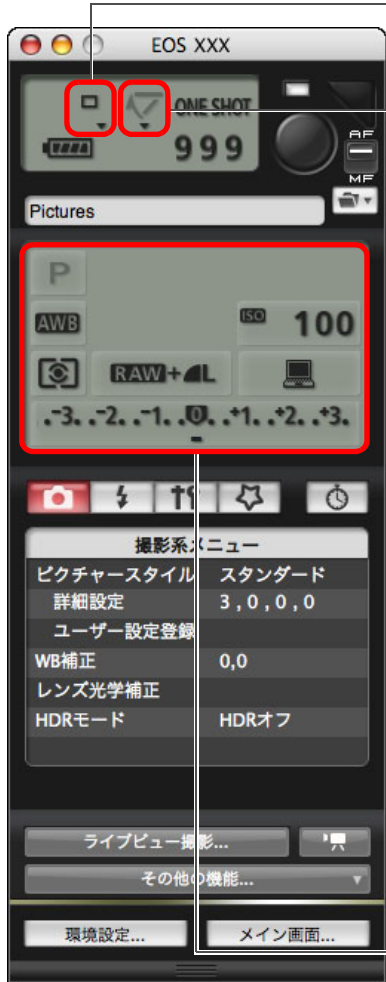 EOS XXX
ONE SHOT
999
AF
MF
Pictures
P
AWB
ISO 100
RAW+L
.-3. .-2. .-1. .0. .+1. .+2. .+3.
撮影系メニュー
ピクチャースタイル スタンダード
詳細設定 3,0,0,0
ユーザー設定登録
WB補正 0,0
レンズ光学補正
HDRモード HDRオフ
ライブビュー撮影...
その他の機能...
環境設定... メイン画面...